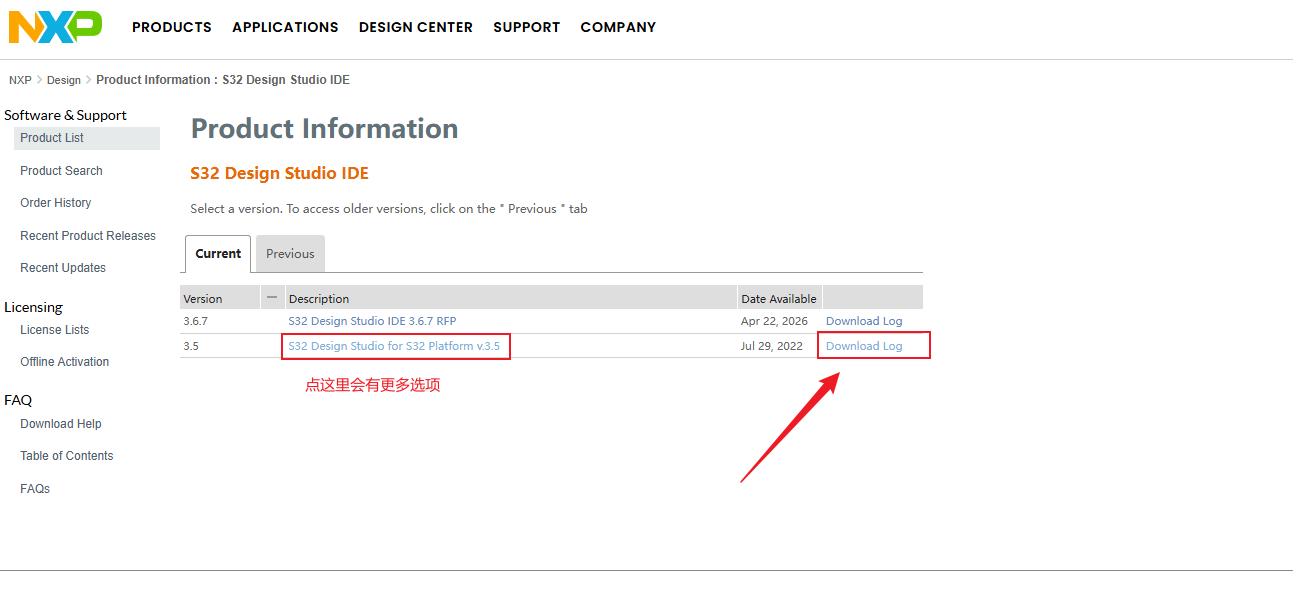 NXP
PRODUCTS APPLICATIONS DESIGN CENTER SUPPORT COMPANY
NXP > Design > Product Information : S32 Design Studio IDE
Software & Support
Product List
Product Search
Order History
Recent Product Releases
Recent Updates
Licensing
License Lists
Offline Activation
FAQ
Download Help
Table of Contents
FAQs
Product Information
S32 Design Studio IDE
Select a version. To access older versions, click on the " Previous " tab
Current Previous
Version — Description Date Available
3.6.7 S32 Design Studio IDE 3.6.7 RFP Apr 22, 2026 Download Log
3.5 S32 Design Studio for S32 Platform v.3.5 Jul 29, 2022 Download Log
点这里会有更多选项